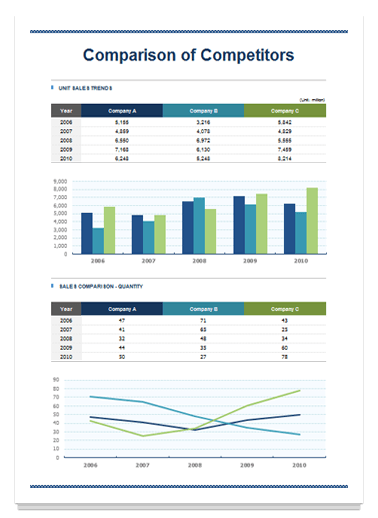 Comparison of Competitors
UNIT SALES TRENDS
(Unit: million)
Year Company A Company B Company C
2006 5,156 3,216 5,842
2007 4,889 4,078 4,829
2008 6,550 6,972 5,555
2009 7,168 6,130 7,459
2010 6,248 5,248 8,214
9,000
8,000
7,000
6,000
5,000
4,000
3,000
2,000
1,000
0
2006 2007 2008 2009 2010
SALES COMPARISON - QUANTITY
Year Company A Company B Company C
2006 47 71 43
2007 41 65 25
2008 32 48 34
2009 44 35 60
2010 50 27 78
90
80
70
60
50
40
30
20
10
0
2006 2007 2008 2009 2010